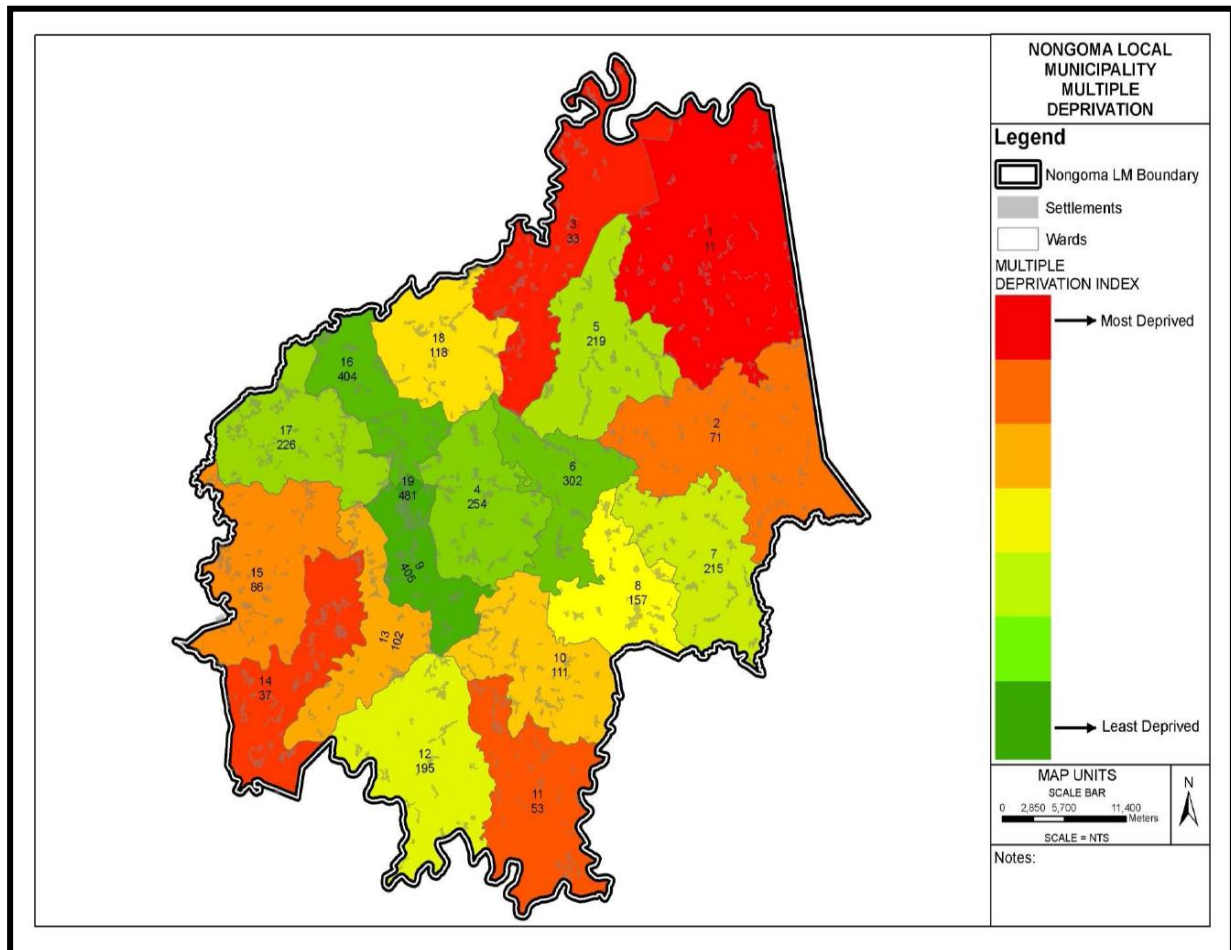 NONGOMA LOCAL
MUNICIPALITY
MULTIPLE
DEPRIVATION
Legend
Nongoma LM Boundary
Settlements
Wards
MULTIPLE
DEPRIVATION INDEX
Most Deprived
Least Deprived
MAP UNITS
SCALE BAR
0 2,850 5,700 11,400
Meters
SCALE = NTS
N
Notes:
3
33
1
11
5
219
18
118
16
404
2
71
17
226
6
302
19
481
4
254
7
215
9
405
15
86
8
157
13
102
10
111
14
37
12
195
11
53